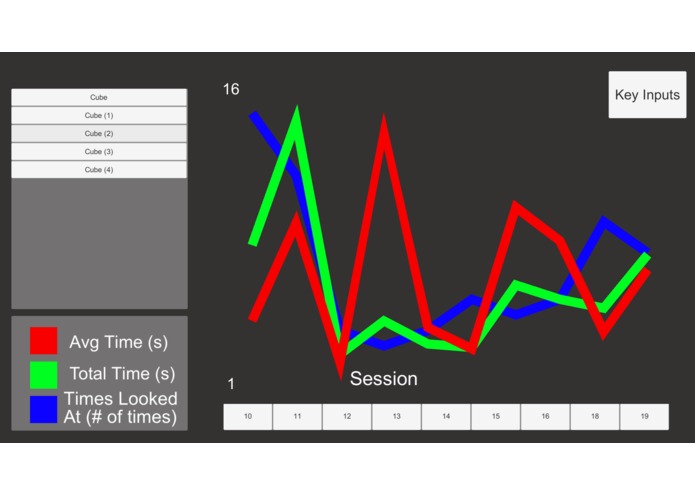 Cube
Cube (1)
Cube (2)
Cube (3)
Cube (4)
Avg Time (s)
Total Time (s)
Times Looked
At (# of times)
16
1
Session
10 11 12 13 14 15 16 18 19
Key Inputs